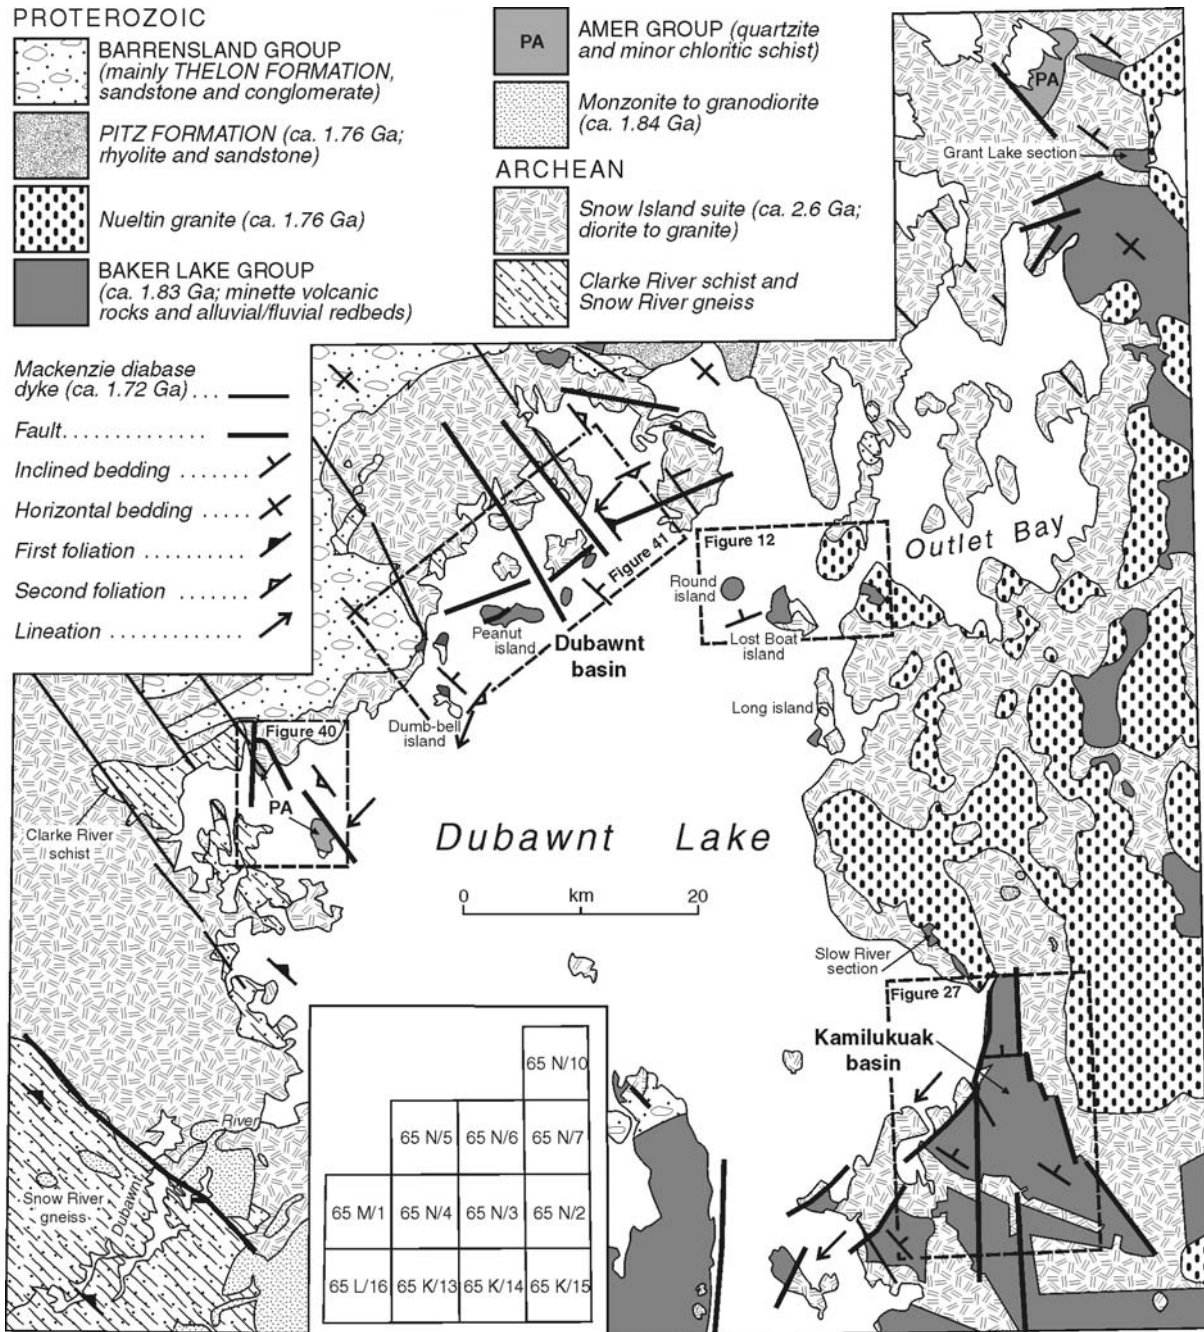 PROTEROZOIC
BARRENSLAND GROUP
(mainly THELON FORMATION,
sandstone and conglomerate)
PITZ FORMATION (ca. 1.76 Ga;
rhyolite and sandstone)
Nueltin granite (ca. 1.76 Ga)
BAKER LAKE GROUP
(ca. 1.83 Ga; minette volcanic
rocks and alluvial/fluvial redbeds)
PA
AMER GROUP (quartzite
and minor chloritic schist)
Monzonite to granodiorite
(ca. 1.84 Ga)
ARCHEAN
Snow Island suite (ca. 2.6 Ga;
diorite to granite)
Clarke River schist and
Snow River gneiss
Mackenzie diabase
dyke (ca. 1.72 Ga) . . .
Fault. . . . . . . . . . . . .
Inclined bedding . . . . . .
Horizontal bedding . . . . .
First foliation . . . . . . . . .
Second foliation . . . . . .
Lineation . . . . . . . . . . .
PA
Grant Lake section
Outlet Bay
Figure 41
Figure 12
Round
island
Lost Boat
island
Peanut
island
Dubawnt
basin
Long island
Dumb-bell
island
Figure 40
PA
Clarke River
schist
Dubawnt Lake
0 km 20
Slow River
section
Figure 27
Kamilukuak
basin
River
Dubawnt
Snow River
gneiss
65 N/10
65 N/5 65 N/6 65 N/7
65 M/1 65 N/4 65 N/3 65 N/2
65 L/16 65 K/13 65 K/14 65 K/15